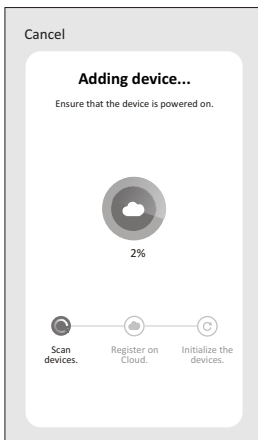 Cancel
Adding device...
Ensure that the device is powered on.
2%
Scan
devices.
Register on
Cloud.
Initialize the
devices.